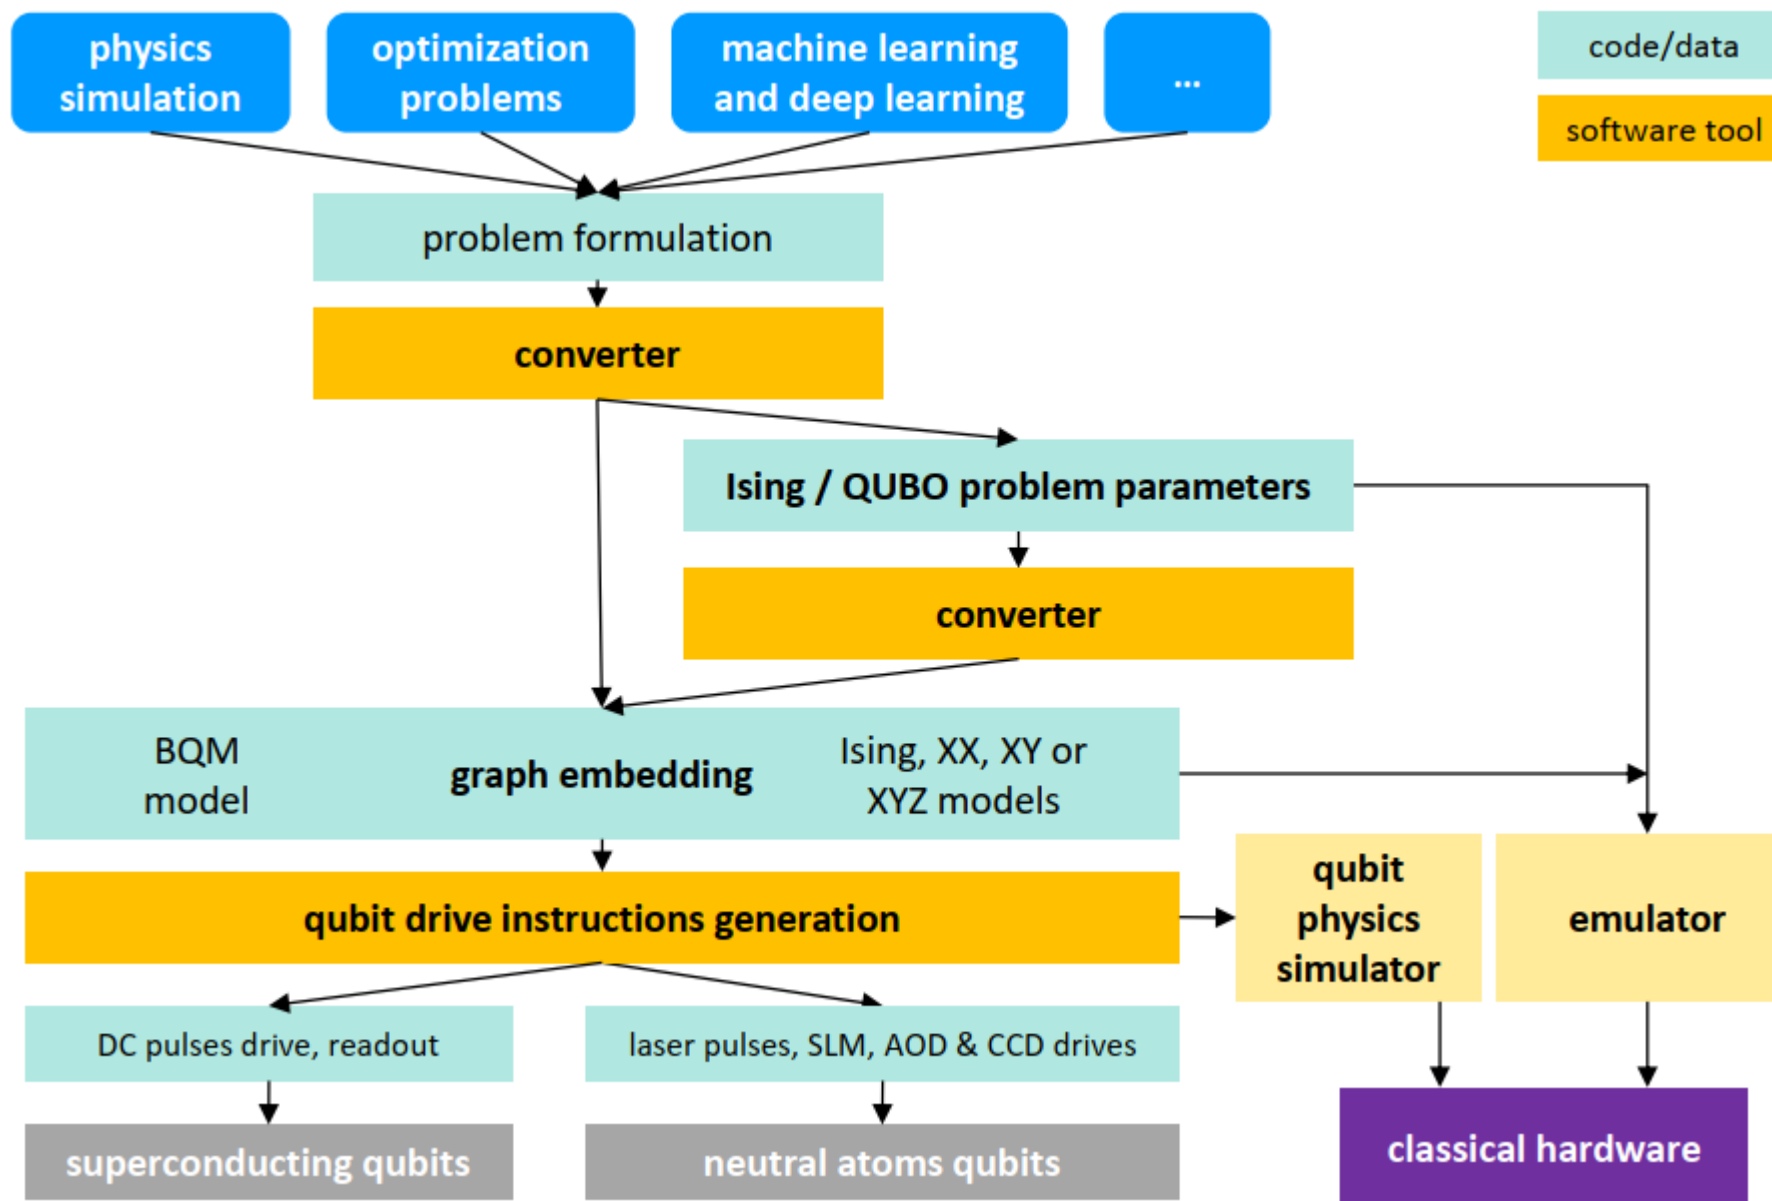 physics
simulation
optimization
problems
machine learning
and deep learning
...
code/data
software tool
problem formulation
converter
Ising / QUBO problem parameters
converter
BQM
model
graph embedding
Ising, XX, XY or
XYZ models
qubit drive instructions generation
qubit
physics
simulator
emulator
DC pulses drive, readout
laser pulses, SLM, AOD & CCD drives
superconducting qubits
neutral atoms qubits
classical hardware